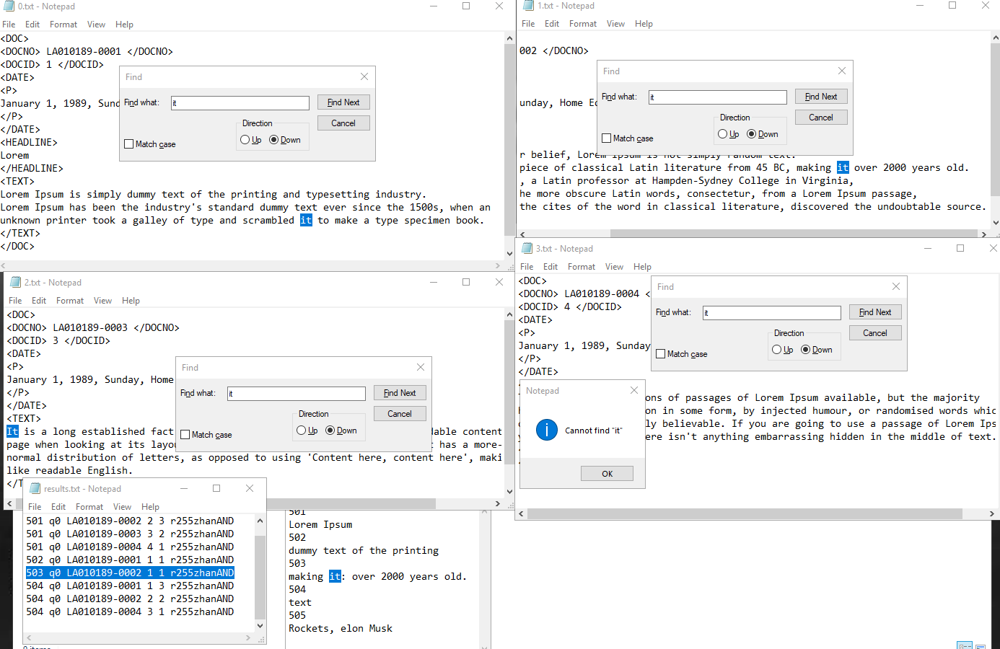 0.txt - Notepad
File Edit Format View Help
<DOC>
<DOCNO> LA010189-0001 </DOCNO>
<DOCID> 1 </DOCID>
<DATE>
<P>
January 1, 1989, Sund
</P>
</DATE>
<HEADLINE>
Lorem
</HEADLINE>
<TEXT>
Lorem Ipsum is simply dummy text of the printing and typesetting industry.
Lorem Ipsum has been the industry's standard dummy text ever since the 1500s, when an
unknown printer took a galley of type and scrambled it to make a type specimen book.
</TEXT>
</DOC>
Find
Find what: it
Find Next
Direction
Cancel
Up Down
Match case
1.txt - Notepad
File Edit Format View Help
002 </DOCNO>
unday, Home Ed
r belief, Lorem Ipsum is not simply random text.
piece of classical Latin literature from 45 BC, making it over 2000 years old.
, a Latin professor at Hampden-Sydney College in Virginia,
he more obscure Latin words, consectetur, from a Lorem Ipsum passage,
the cites of the word in classical literature, discovered the undoubtable source.
Find
Find what: it
Find Next
Direction
Cancel
Up Down
Match case
2.txt - Notepad
File Edit Format View Help
<DOC>
<DOCNO> LA010189-0003 </DOCNO>
<DOCID> 3 </DOCID>
<DATE>
<P>
January 1, 1989, Sunday, Home
</P>
</DATE>
<TEXT>
It is a long established fact dable content
page when looking at its layou t has a more-
normal distribution of letters, as opposed to using 'Content here, content here', maki
like readable English.
</T
Find
Find what: it
Find Next
Direction
Cancel
Up Down
Match case
3.txt - Notepad
File Edit Format View Help
<DOC>
<DOCNO> LA010189-0004 <
<DOCID> 4 </DOCID>
<DATE>
<P>
January 1, 1989, Sunday
</P>
</DATE>
ons of passages of Lorem Ipsum available, but the majority
on in some form, by injected humour, or randomised words whic
ly believable. If you are going to use a passage of Lorem Ips
ere isn't anything embarrassing hidden in the middle of text.
Find
Find what: it
Find Next
Direction
Cancel
Up Down
Match case
Notepad
Cannot find "it"
OK
results.txt - Notepad
File Edit Format View Help
501 q0 LA010189-0002 2 3 r255zhanAND
501 q0 LA010189-0003 3 2 r255zhanAND
501 q0 LA010189-0004 4 1 r255zhanAND
502 q0 LA010189-0001 1 1 r255zhanAND
503 q0 LA010189-0002 1 1 r255zhanAND
504 q0 LA010189-0001 1 3 r255zhanAND
504 q0 LA010189-0002 2 2 r255zhanAND
504 q0 LA010189-0004 3 1 r255zhanAND
501
Lorem Ipsum
502
dummy text of the printing
503
making it: over 2000 years old.
504
text
505
Rockets, elon Musk